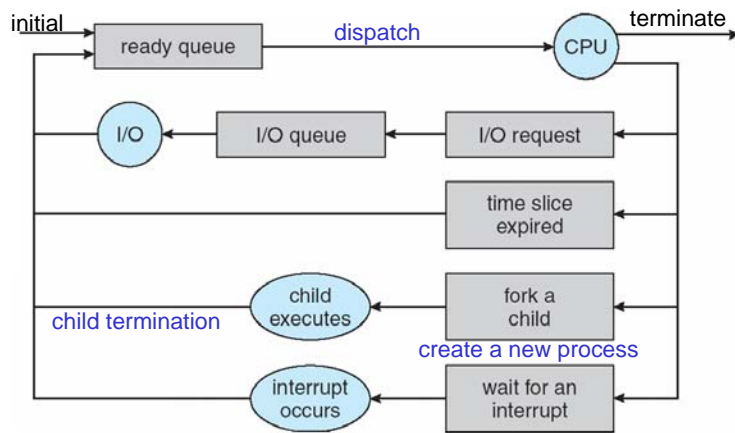 initial
terminate
dispatch
ready queue
CPU
I/O
I/O queue
I/O request
time slice
expired
child
executes
fork a
child
child termination
create a new process
interrupt
occurs
wait for an
interrupt